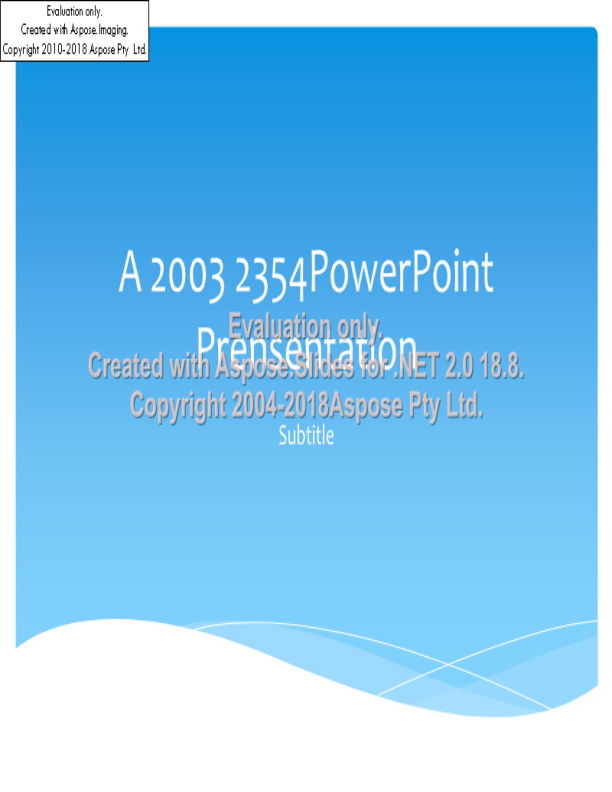 Evaluation only.
Created with Aspose.Imaging.
Copyright 2010-2018 Aspose Pty Ltd.
A 2003 2354PowerPoint
Prensentation
Evaluation only.
Created with Aspose.Slides for .NET 2.0 18.8.
Copyright 2004-2018Aspose Pty Ltd.
Subtitle